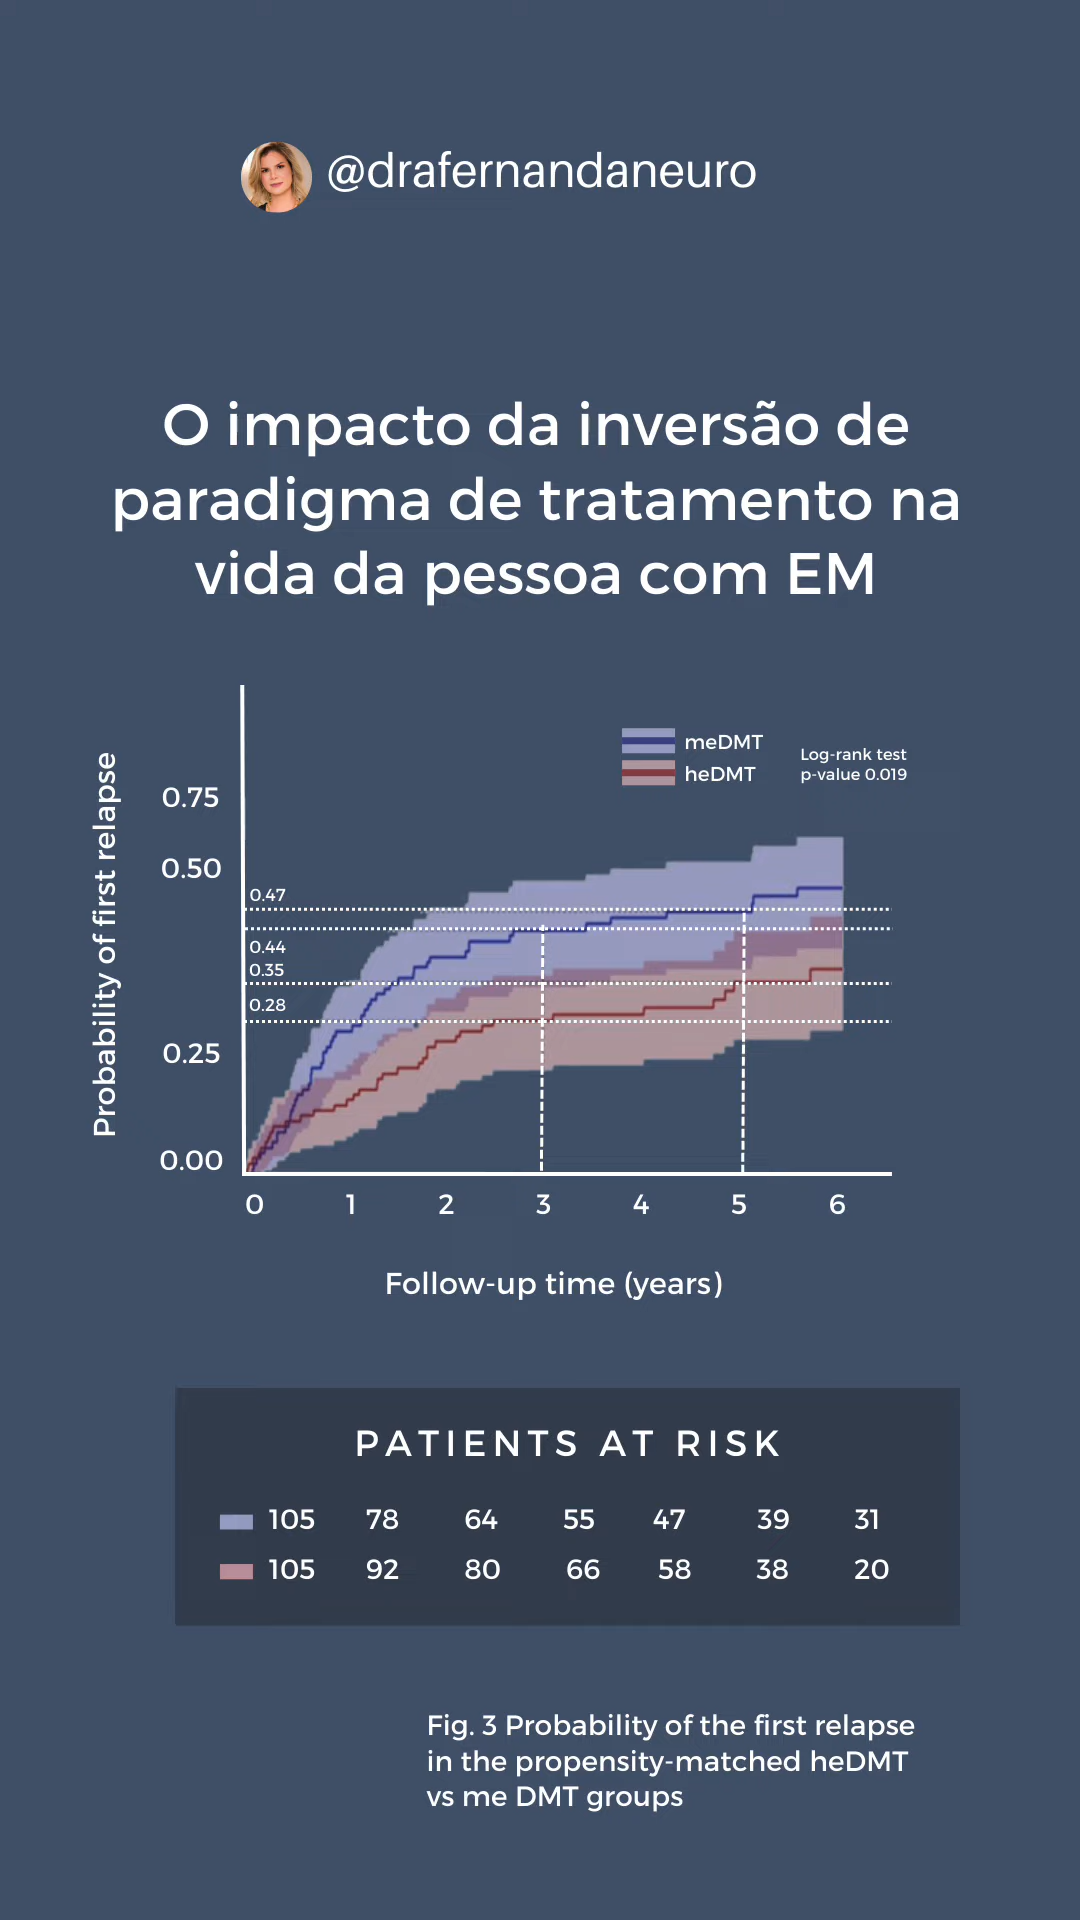 @drafernandaneuro
O impacto da inversão de
paradigma de tratamento na
vida da pessoa com EM
Probability of first relapse
meDMT
heDMT
Log-rank test
p-value 0.019
0.75
0.50
0.47
0.44
0.35
0.28
0.25
0.00
0 1 2 3 4 5 6
Follow-up time (years)
PATIENTS AT RISK
105 78 64 55 47 39 31
105 92 80 66 58 38 20
Fig. 3 Probability of the first relapse
in the propensity-matched heDMT
vs me DMT groups